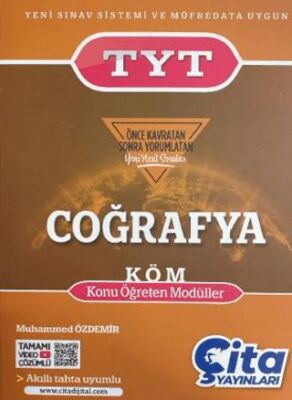 YENİ SINAV SİSTEMİ VE MÜFREDATA UYGUN
TYT
ÖNCE KAVRATAN
SONRA YORUMLATAN
Yeni Nesil Sorular
COĞRAFYA
KÖM
Konu Öğreten Modüller
Muhammed ÖZDEMİR
TAMAMI
VİDEO
ÇÖZÜMLÜ
> Akıllı tahta uyumlu
www.citadijital.com
Çita
YAYINLARI